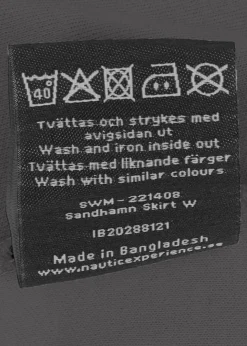 40
Tvättas och strykes med
avigsidan ut
Wash and iron inside out
Tvättas med liknande färger
Wash with similar colours
SWM - 221408
Sandhamn Skirt W
IB20288121
Made in Bangladesh
www.nauticexperience.se